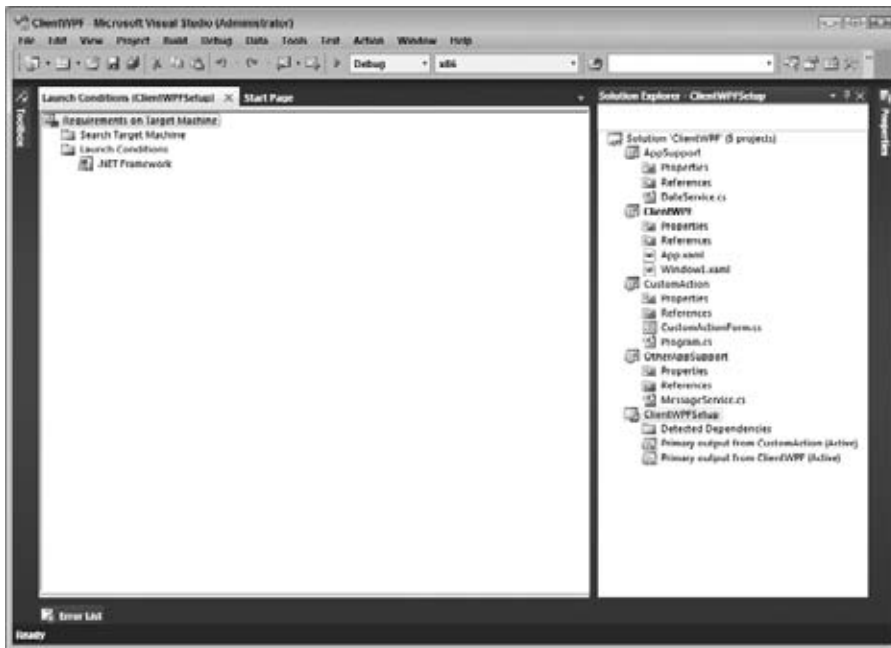 ClientWPF - Microsoft Visual Studio (Administrator)
File Edit View Project Build Debug Data Tools Test Action Window Help
Debug x86
Launch Conditions (ClientWPFSetup) Start Page
Solution Explorer - ClientWPFSetup
Toolbox
Properties
Requirements on Target Machine
Search Target Machine
Launch Conditions
.NET Framework
Solution 'ClientWPF' (5 projects)
AppSupport
Properties
References
DateService.cs
ClientWPF
Properties
References
App.xaml
Window1.xaml
CustomAction
Properties
References
CustomActionForm.cs
Program.cs
OtherAppSupport
Properties
References
MessageService.cs
ClientWPFSetup
Detected Dependencies
Primary output from CustomAction (Active)
Primary output from ClientWPF (Active)
Error List
Ready